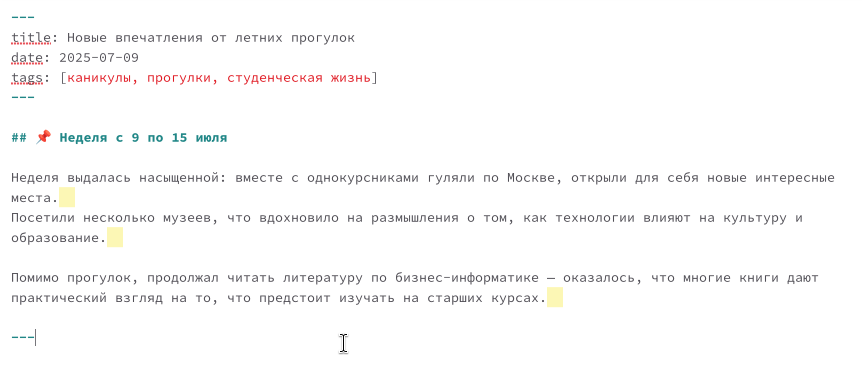 ---
title: Новые впечатления от летних прогулок
date: 2025-07-09
tags: [каникулы, прогулки, студенческая жизнь]
---
## 📌 Неделя с 9 по 15 июля
Неделя выдалась насыщенной: вместе с однокурсниками гуляли по Москве, открыли для себя новые интересные
места.
Посетили несколько музеев, что вдохновило на размышления о том, как технологии влияют на культуру и
образование.
Помимо прогулок, продолжал читать литературу по бизнес-информатике — оказалось, что многие книги дают
практический взгляд на то, что предстоит изучать на старших курсах.
---